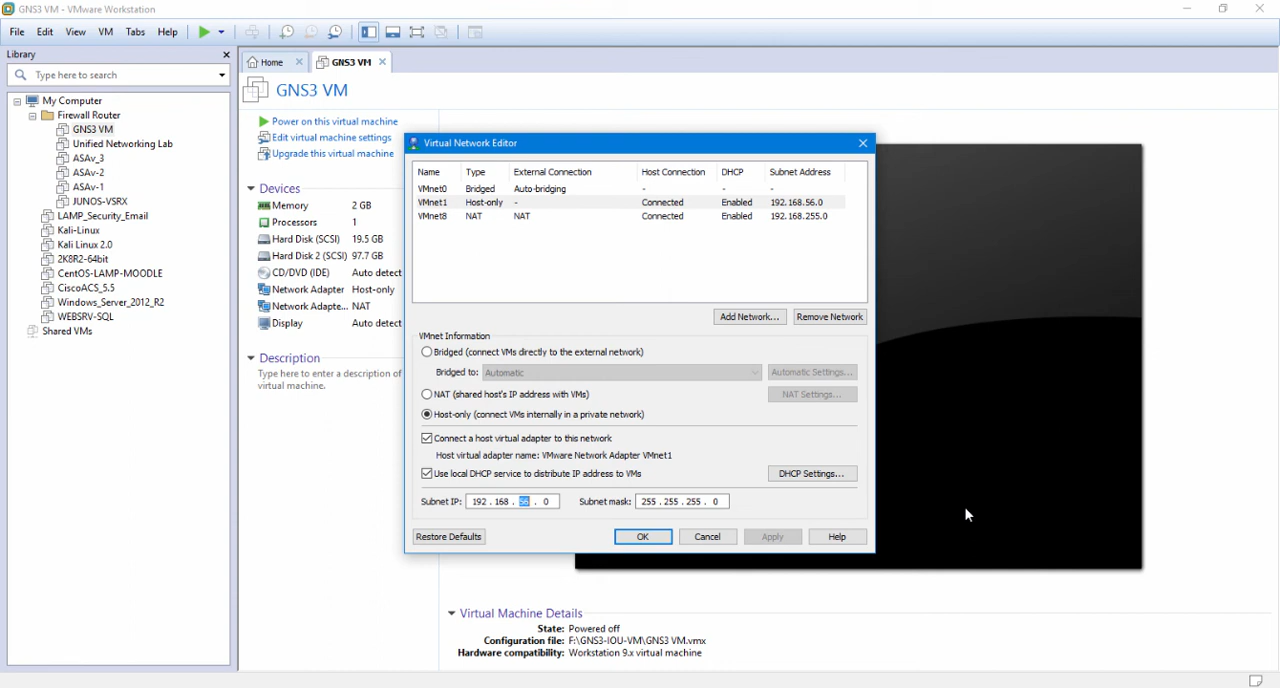 GNS3 VM - VMware Workstation
File Edit View VM Tabs Help
Library
Type here to search
My Computer
Firewall Router
GNS3 VM
Unified Networking Lab
ASAv_3
ASAv-2
ASAv-1
JUNOS-VSRX
LAMP_Security_Email
Kali-Linux
Kali Linux 2.0
2K8R2-64bit
CentOS-LAMP-MOODLE
CiscoACS_5.5
Windows_Server_2012_R2
WEBSRV-SQL
Shared VMs
Home GNS3 VM
GNS3 VM
Power on this virtual machine
Edit virtual machine settings
Upgrade this virtual machine
Devices
Memory 2 GB
Processors 1
Hard Disk (SCSI) 19.5 GB
Hard Disk 2 (SCSI) 97.7 GB
CD/DVD (IDE) Auto detect
Network Adapter Host-only
Network Adapte... NAT
Display Auto detect
Description
Type here to enter a description of
virtual machine.
Virtual Network Editor
Name Type External Connection Host Connection DHCP Subnet Address
VMnet0 Bridged Auto-bridging - - -
VMnet1 Host-only - Connected Enabled 192.168.56.0
VMnet8 NAT NAT Connected Enabled 192.168.255.0
Add Network... Remove Network
VMnet Information
Bridged (connect VMs directly to the external network)
Bridged to: Automatic Automatic Settings...
NAT (shared host's IP address with VMs) NAT Settings...
Host-only (connect VMs internally in a private network)
Connect a host virtual adapter to this network
Host virtual adapter name: VMware Network Adapter VMnet1
Use local DHCP service to distribute IP address to VMs DHCP Settings...
Subnet IP: 192 . 168 . 56 . 0 Subnet mask: 255 . 255 . 255 . 0
Restore Defaults OK Cancel Apply Help
Virtual Machine Details
State: Powered off
Configuration file: F:\GNS3-IOU-VM\GNS3 VM.vmx
Hardware compatibility: Workstation 9.x virtual machine